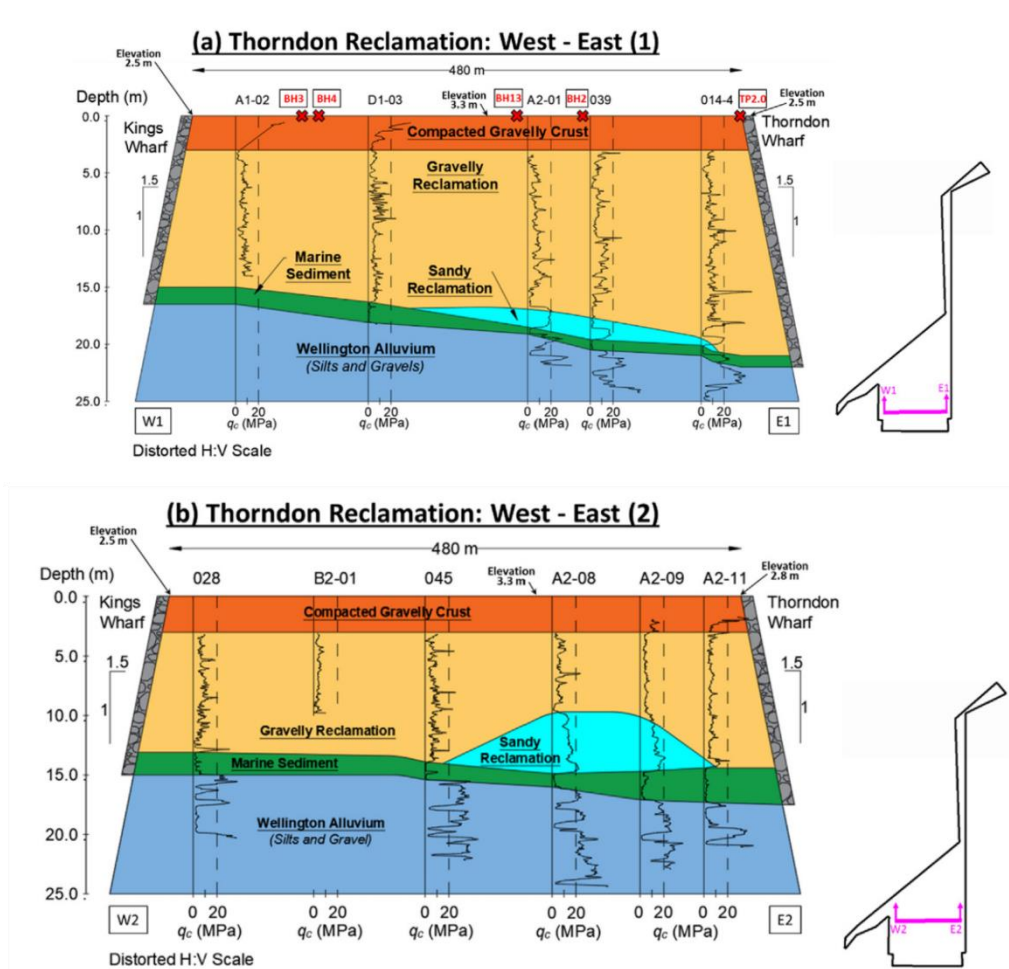 (a) Thorndon Reclamation: West - East (1)
Elevation
2.5 m
480 m
Depth (m)
A1-02
BH3
BH4
D1-03
Elevation
3.3 m
BH13
A2-01
BH2
039
014-4
TP2.0
Elevation
2.5 m
0.0
Kings
Wharf
Compacted Gravelly Crust
Thorndon
Wharf
5.0
Gravelly
Reclamation
1.5
1
1.5
1
10.0
Marine
Sediment
Sandy
Reclamation
15.0
20.0
Wellington Alluvium
(Silts and Gravels)
25.0
W1
0 20
qc (MPa)
0 20
qc (MPa)
0 20
qc (MPa)
0 20
qc (MPa)
0 20
qc (MPa)
E1
Distorted H:V Scale
W1
E1
(b) Thorndon Reclamation: West - East (2)
Elevation
2.5 m
480 m
Depth (m)
028
B2-01
045
Elevation
3.3 m
A2-08
A2-09
A2-11
Elevation
2.8 m
0.0
Kings
Wharf
Compacted Gravelly Crust
Thorndon
Wharf
5.0
1.5
1
1.5
1
10.0
Gravelly Reclamation
Sandy
Reclamation
Marine Sediment
15.0
Wellington Alluvium
(Silts and Gravel)
20.0
25.0
W2
0 20
qc (MPa)
0 20
qc (MPa)
0 20
qc (MPa)
0 20
qc (MPa)
0 20
qc (MPa)
0 20
qc (MPa)
E2
Distorted H:V Scale
W2
E2